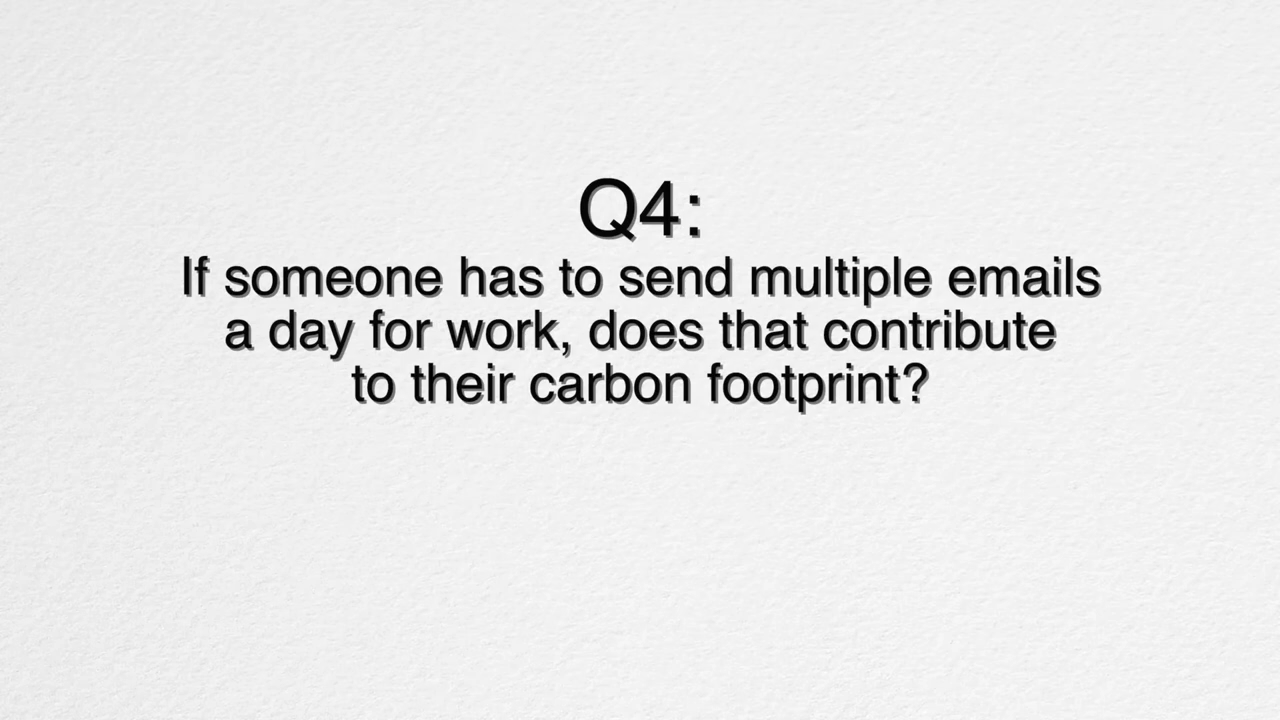 Q4:
If someone has to send multiple emails
a day for work, does that contribute
to their carbon footprint?